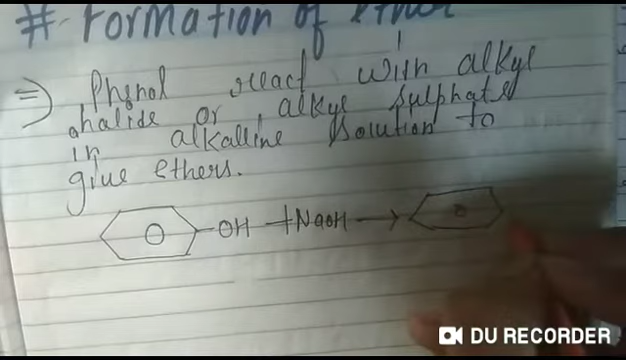 # Formation of ether
⇒ Phenol react with alkyl
halide or alkyl sulphate
in alkaline solution to
give ethers.
OH + NaOH →
DU RECORDER